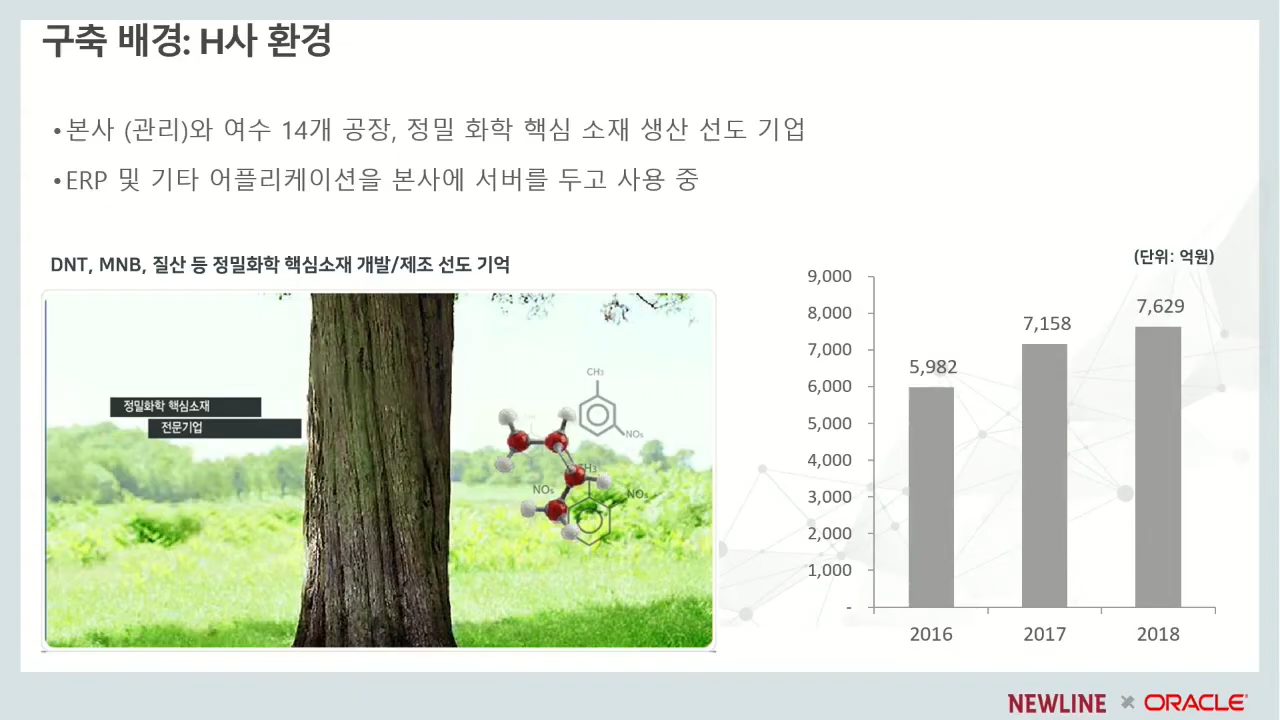 구축 배경: H사 환경
•본사 (관리)와 여수 14개 공장, 정밀 화학 핵심 소재 생산 선도 기업
•ERP 및 기타 어플리케이션을 본사에 서버를 두고 사용 중
DNT, MNB, 질산 등 정밀화학 핵심소재 개발/제조 선도 기억
정밀화학 핵심소재
전문기업
CH₃
NO₈
CH3
NO₈
NO₈
(단위: 억원)
9,000
8,000
7,000
6,000
5,000
4,000
3,000
2,000
1,000
-
5,982
7,158
7,629
2016 2017 2018
NEWLINE × ORACLE